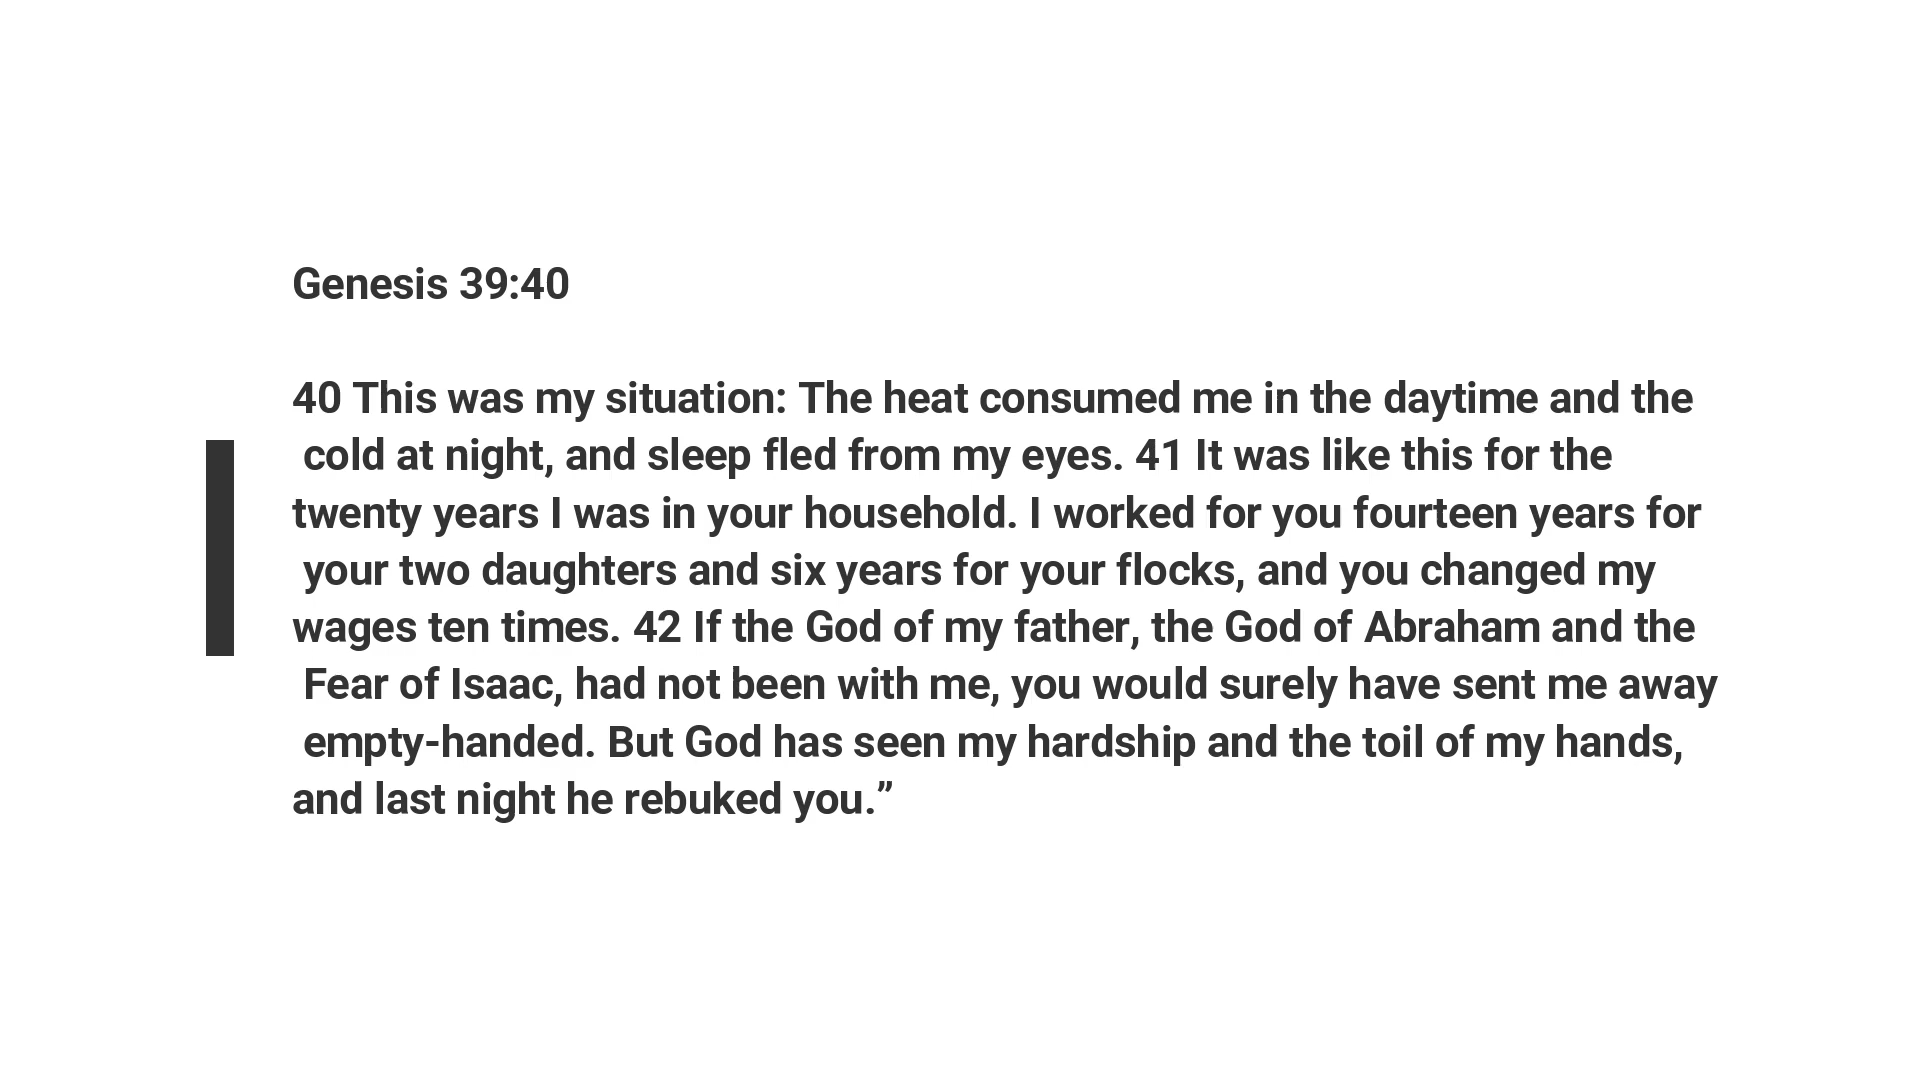 Genesis 39:40
40 This was my situation: The heat consumed me in the daytime and the
cold at night, and sleep fled from my eyes. 41 It was like this for the
twenty years I was in your household. I worked for you fourteen years for
your two daughters and six years for your flocks, and you changed my
wages ten times. 42 If the God of my father, the God of Abraham and the
Fear of Isaac, had not been with me, you would surely have sent me away
empty-handed. But God has seen my hardship and the toil of my hands,
and last night he rebuked you.”